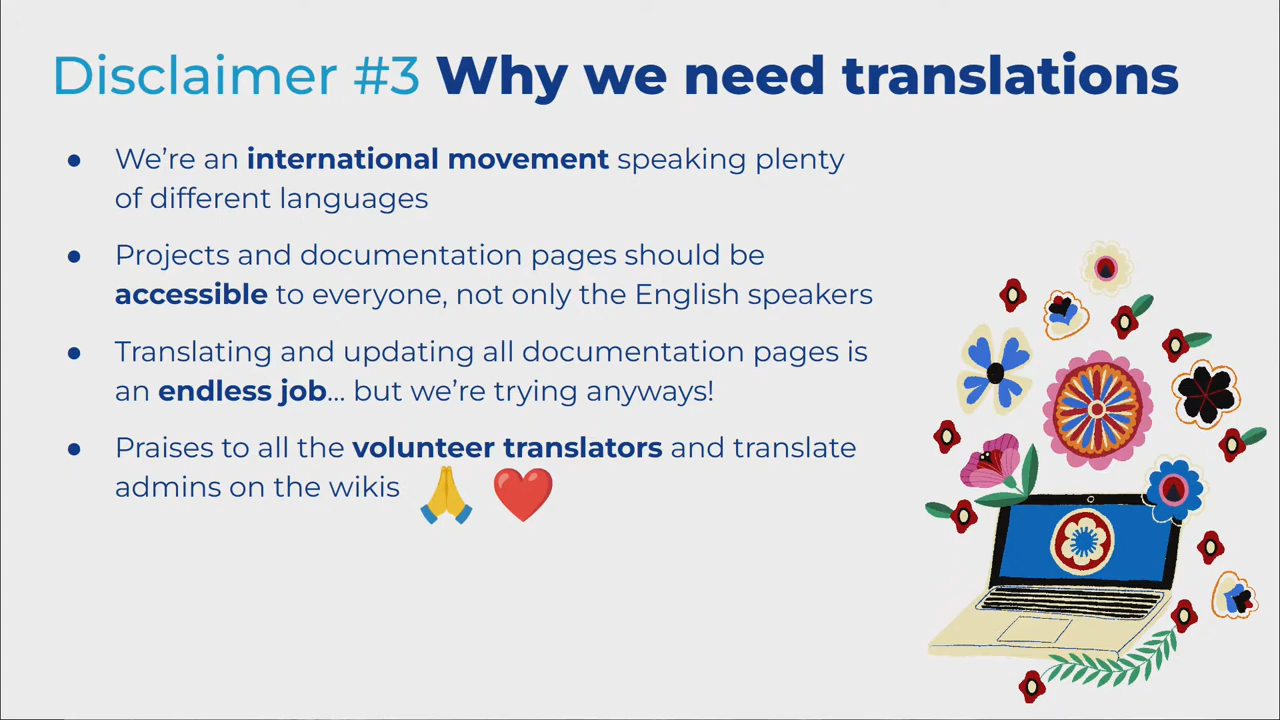 Disclaimer #3 Why we need translations
● We’re an international movement speaking plenty
of different languages
● Projects and documentation pages should be
accessible to everyone, not only the English speakers
● Translating and updating all documentation pages is
an endless job... but we’re trying anyways!
● Praises to all the volunteer translators and translate
admins on the wikis 🙏 ❤️